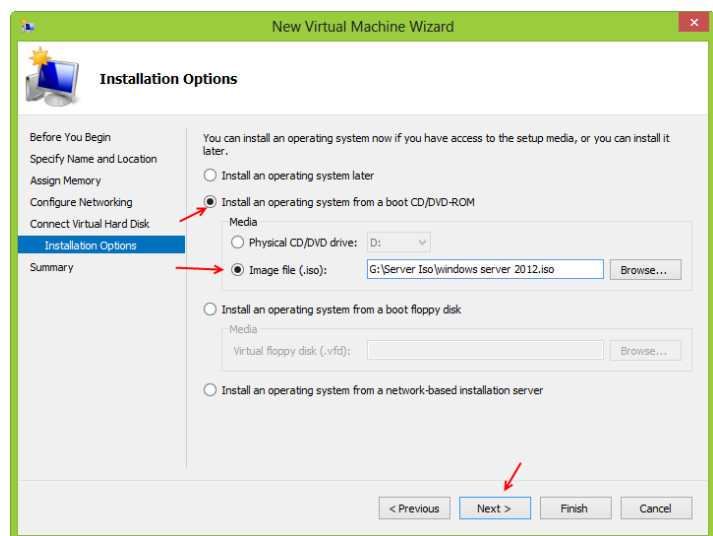 New Virtual Machine Wizard
Installation Options
Before You Begin
Specify Name and Location
Assign Memory
Configure Networking
Connect Virtual Hard Disk
Installation Options
Summary
You can install an operating system now if you have access to the setup media, or you can install it
later.
Install an operating system later
Install an operating system from a boot CD/DVD-ROM
Media
Physical CD/DVD drive: D:
Image file (.iso): G:\Server Iso\windows server 2012.iso Browse...
Install an operating system from a boot floppy disk
Media
Virtual floppy disk (.vfd): Browse...
Install an operating system from a network-based installation server
< Previous Next > Finish Cancel